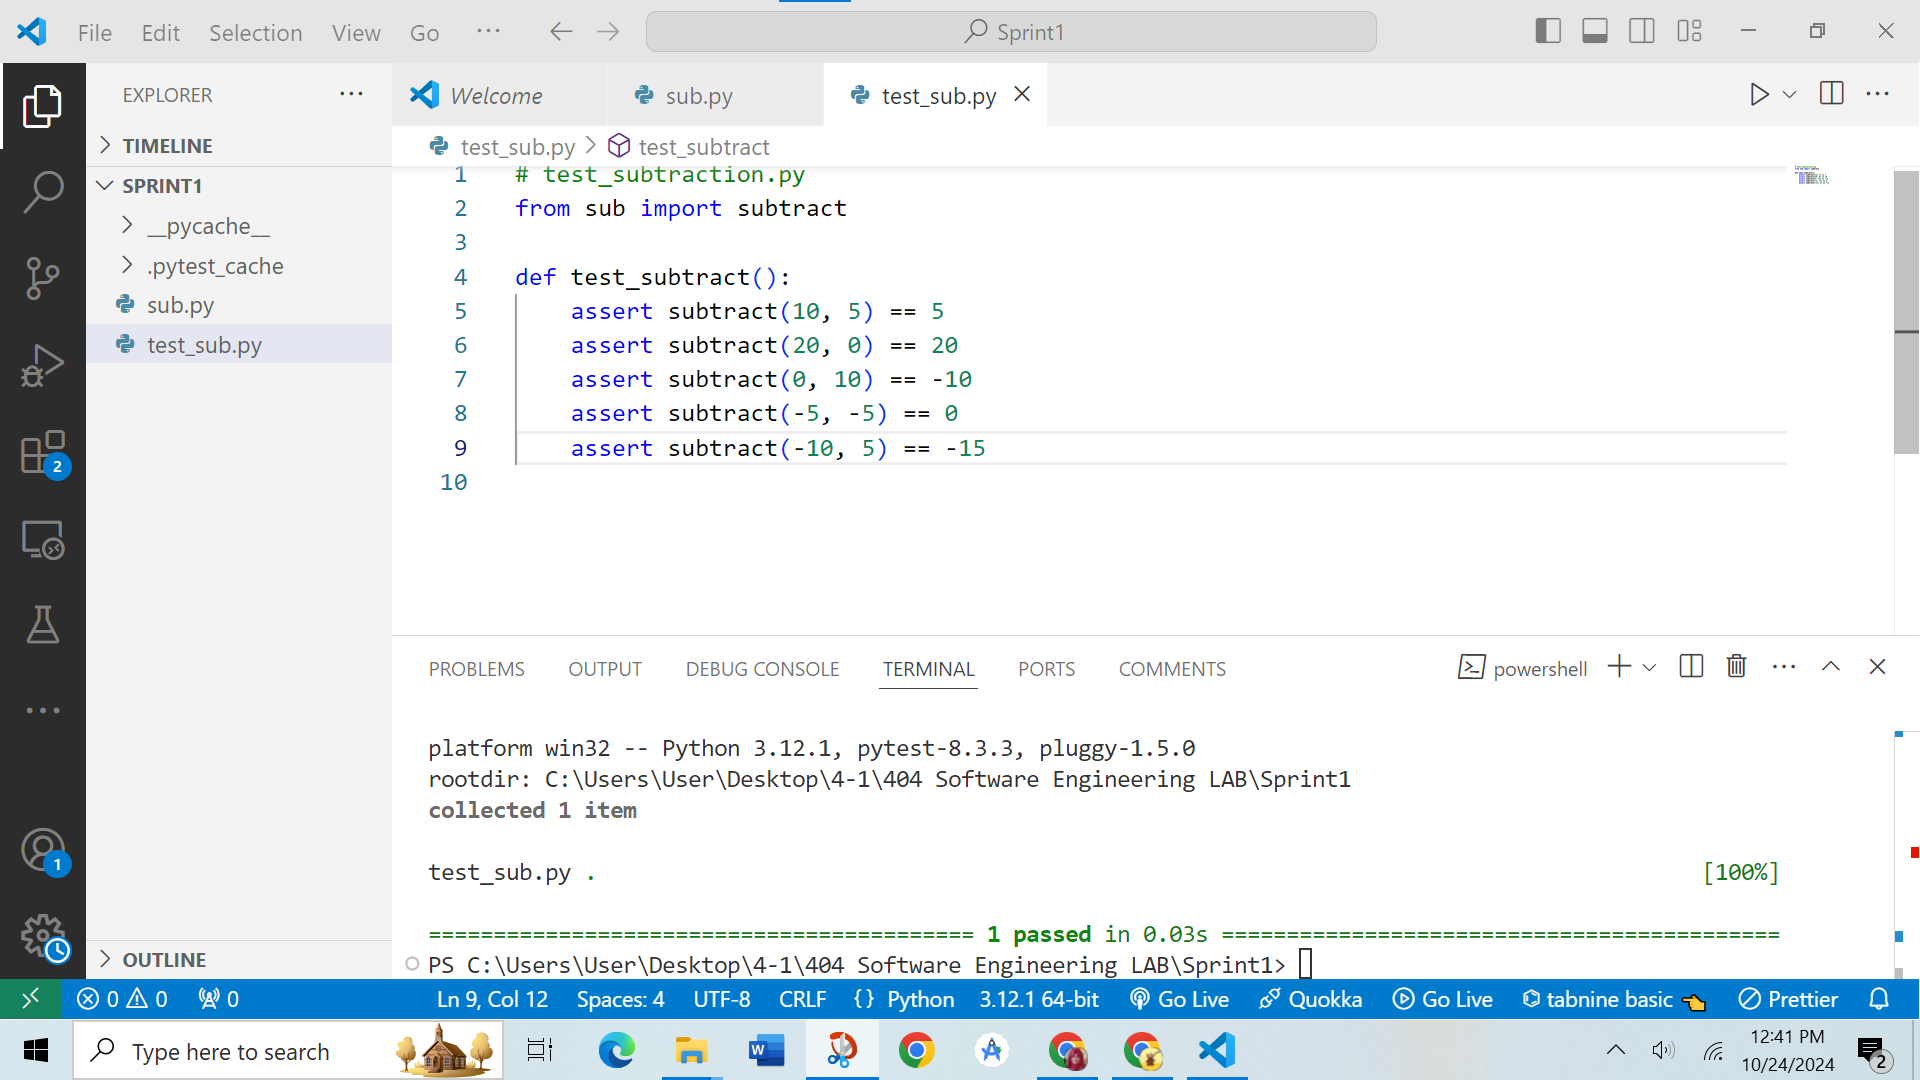 File Edit Selection View Go ··· Sprint1
EXPLORER ···
TIMELINE
SPRINT1
__pycache__
.pytest_cache
sub.py
test_sub.py
OUTLINE
Welcome sub.py test_sub.py
test_sub.py > test_subtract
1 # test_subtraction.py
2 from sub import subtract
3
4 def test_subtract():
5     assert subtract(10, 5) == 5
6     assert subtract(20, 0) == 20
7     assert subtract(0, 10) == -10
8     assert subtract(-5, -5) == 0
9     assert subtract(-10, 5) == -15
10
PROBLEMS OUTPUT DEBUG CONSOLE TERMINAL PORTS COMMENTS powershell
platform win32 -- Python 3.12.1, pytest-8.3.3, pluggy-1.5.0
rootdir: C:\Users\User\Desktop\4-1\404 Software Engineering LAB\Sprint1
collected 1 item
test_sub.py . [100%]
========================================== 1 passed in 0.03s ===========================================
PS C:\Users\User\Desktop\4-1\404 Software Engineering LAB\Sprint1>
2
1
0 0 0 Ln 9, Col 12 Spaces: 4 UTF-8 CRLF {} Python 3.12.1 64-bit Go Live Quokka Go Live tabnine basic Prettier
Type here to search
12:41 PM
10/24/2024
2